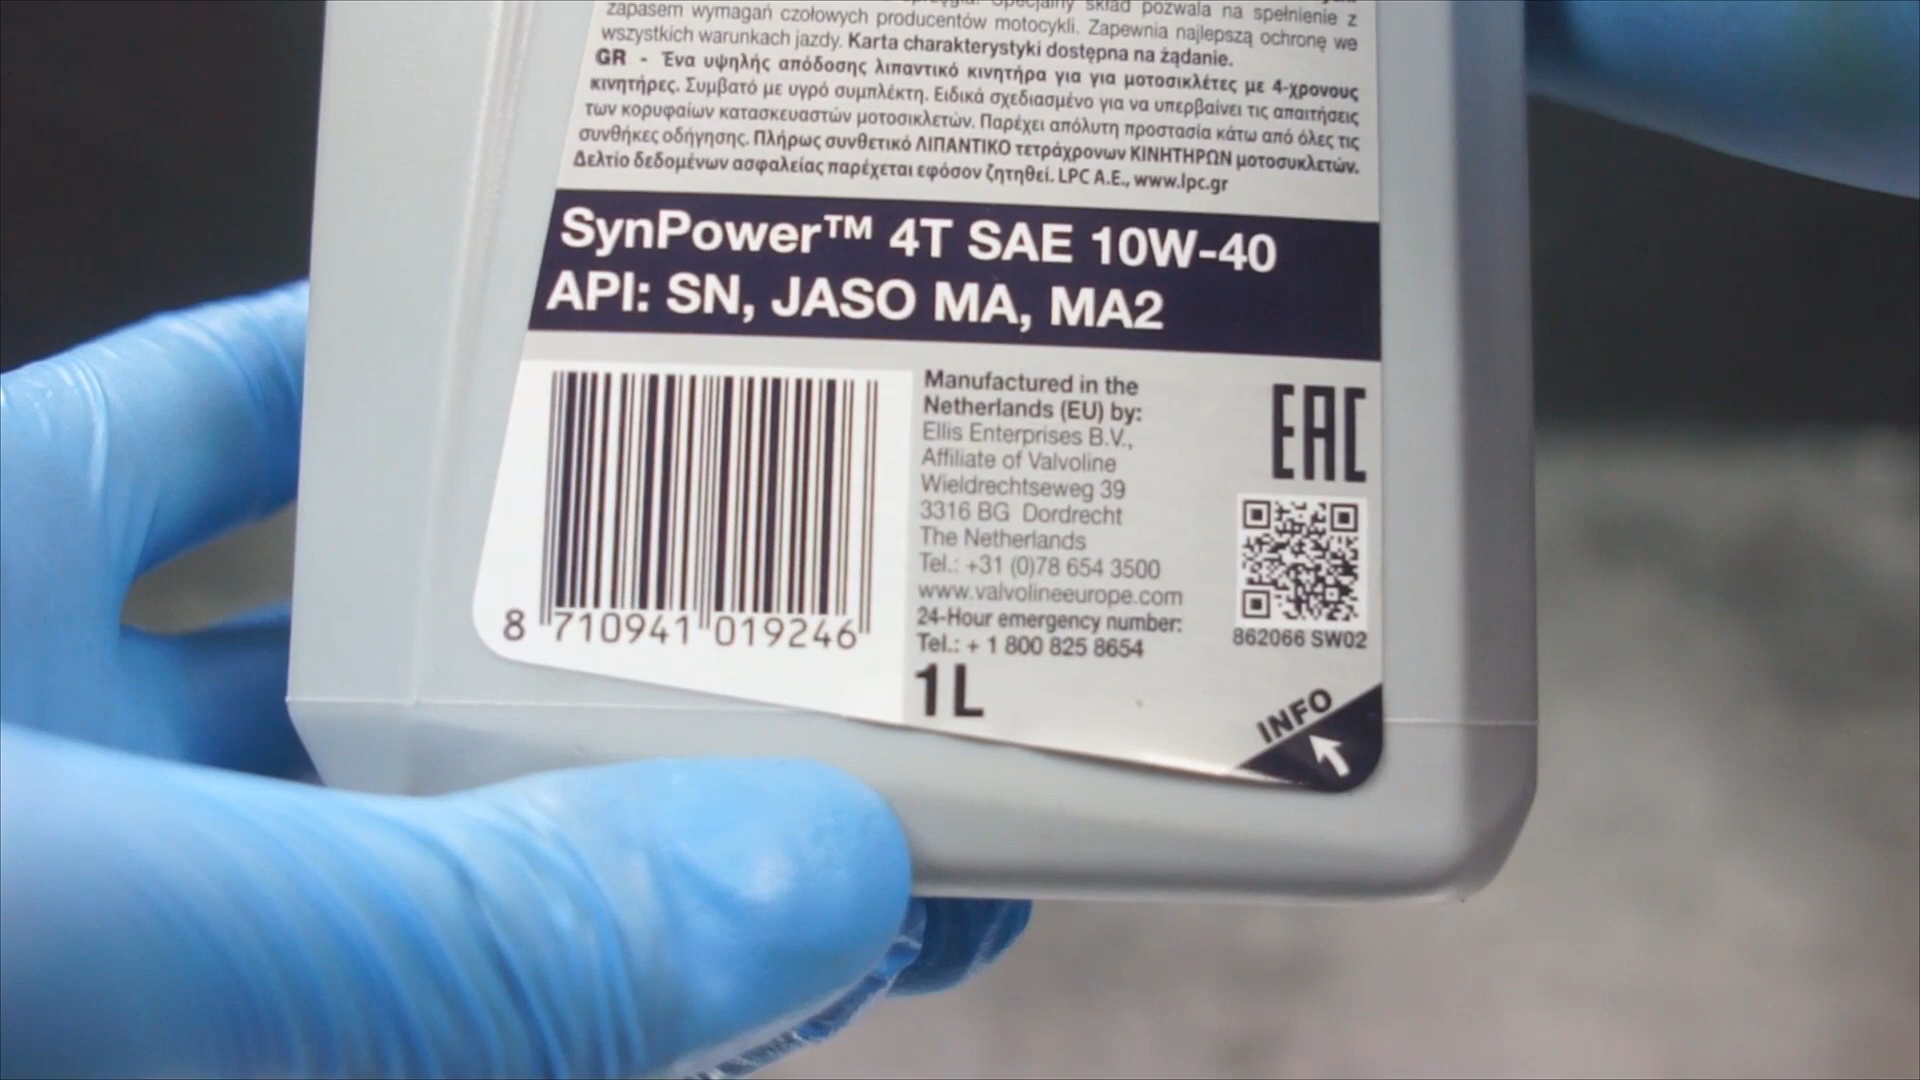 Specjalny skład pozwala na spełnienie z
zapasem wymagań czołowych producentów motocykli. Zapewnia najlepszą ochronę we
wszystkich warunkach jazdy. Karta charakterystyki dostępna na żądanie.
GR - Ένα υψηλής απόδοσης λιπαντικό κινητήρα για για μοτοσικλέτες με 4-χρονους
κινητήρες. Συμβατό με υγρό συμπλέκτη. Ειδικά σχεδιασμένο για να υπερβαίνει τις απαιτήσεις
των κορυφαίων κατασκευαστών μοτοσικλετών. Παρέχει απόλυτη προστασία κάτω από όλες τις
συνθήκες οδήγησης. Πλήρως συνθετικό ΛΙΠΑΝΤΙΚΟ τετράχρονων ΚΙΝΗΤΗΡΩΝ μοτοσυκλετών.
Δελτίο δεδομένων ασφαλείας παρέχεται εφόσον ζητηθεί. LPC A.E., www.lpc.gr
SynPower™ 4T SAE 10W-40
API: SN, JASO MA, MA2
8 710941 019246
Manufactured in the
Netherlands (EU) by:
Ellis Enterprises B.V.,
Affiliate of Valvoline
Wieldrechtseweg 39
3316 BG Dordrecht
The Netherlands
Tel.: +31 (0)78 654 3500
www.valvolineeurope.com
24-Hour emergency number:
Tel.: + 1 800 825 8654
1L
EAC
862066 SW02
INFO